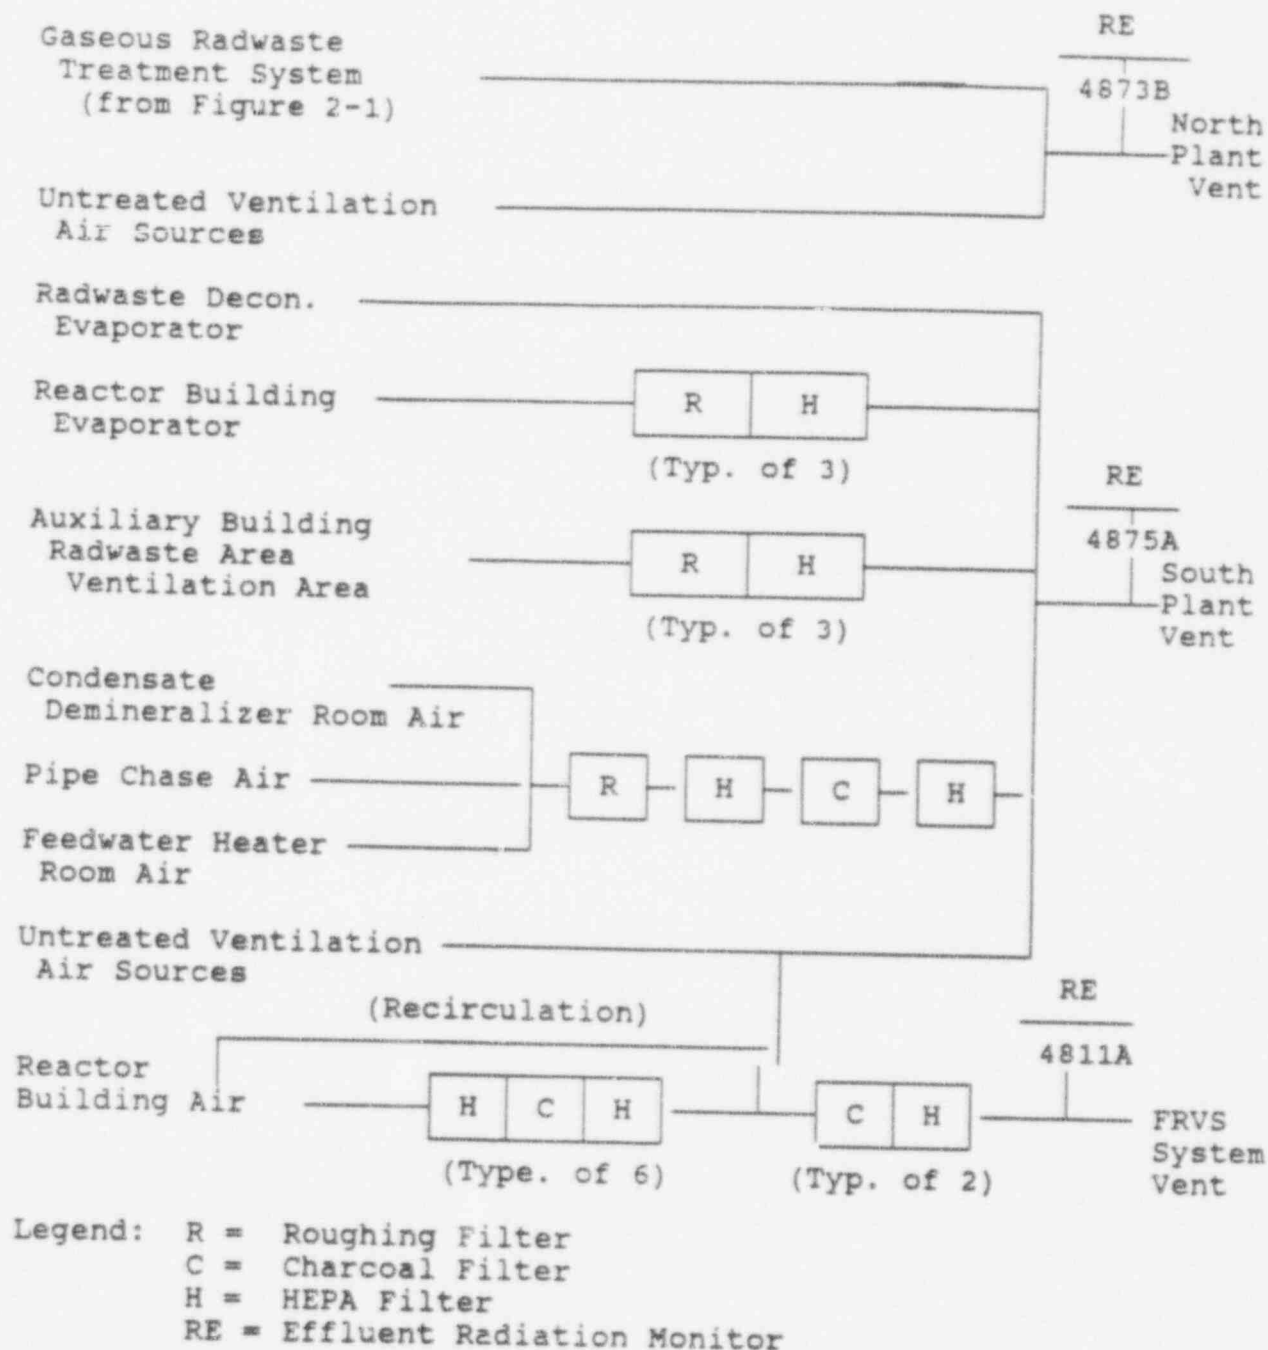 Gaseous Radwaste
Treatment System
(from Figure 2-1)
RE
4873B
North
Plant
Vent
Untreated Ventilation
Air Sources
Radwaste Decon.
Evaporator
Reactor Building
Evaporator
R H
(Typ. of 3)
RE
4875A
South
Plant
Vent
Auxiliary Building
Radwaste Area
Ventilation Area
R H
(Typ. of 3)
Condensate
Demineralizer Room Air
Pipe Chase Air
R H C H
Feedwater Heater
Room Air
Untreated Ventilation
Air Sources
(Recirculation)
RE
4811A
Reactor
Building Air
H C H
(Type. of 6)
C H
(Typ. of 2)
FRVS
System
Vent
Legend: R = Roughing Filter
C = Charcoal Filter
H = HEPA Filter
RE = Effluent Radiation Monitor